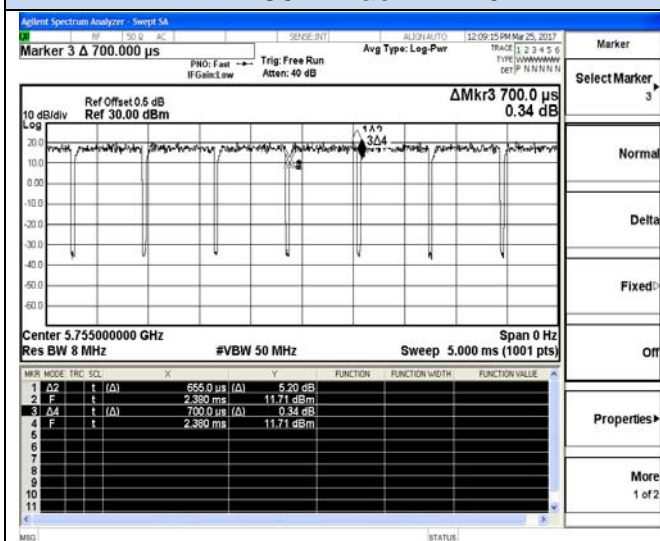 Agilent Spectrum Analyzer - Swept SA
RF 50 Ω AC SENSE:INT ALIGN AUTO 12:09:15 PM Mar 25, 2017
Marker 3 Δ 700.000 µs
PNO: Fast
IFGain:Low
Trig: Free Run
Atten: 40 dB
Avg Type: Log-Pwr
TRACE 1 2 3 4 5 6
TYPE WWWWWW
DET P N N N N N
Marker
Select Marker
3
Normal
Delta
Fixed
Off
Properties
More
1 of 2
ΔMkr3 700.0 µs
0.34 dB
Ref Offset 0.5 dB
10 dB/div Ref 30.00 dBm
Log
20.0
10.0
0.00
-10.0
-20.0
-30.0
-40.0
-50.0
-60.0
1Δ2
3Δ4
Center 5.755000000 GHz Span 0 Hz
Res BW 8 MHz #VBW 50 MHz Sweep 5.000 ms (1001 pts)
MKR MODE TRC SCL X Y FUNCTION FUNCTION WIDTH FUNCTION VALUE
1 Δ2 t (Δ) 655.0 µs (Δ) 5.20 dB
2 F t 2.380 ms 11.71 dBm
3 Δ4 t (Δ) 700.0 µs (Δ) 0.34 dB
4 F t 2.380 ms 11.71 dBm
5
6
7
8
9
10
11
MSG STATUS